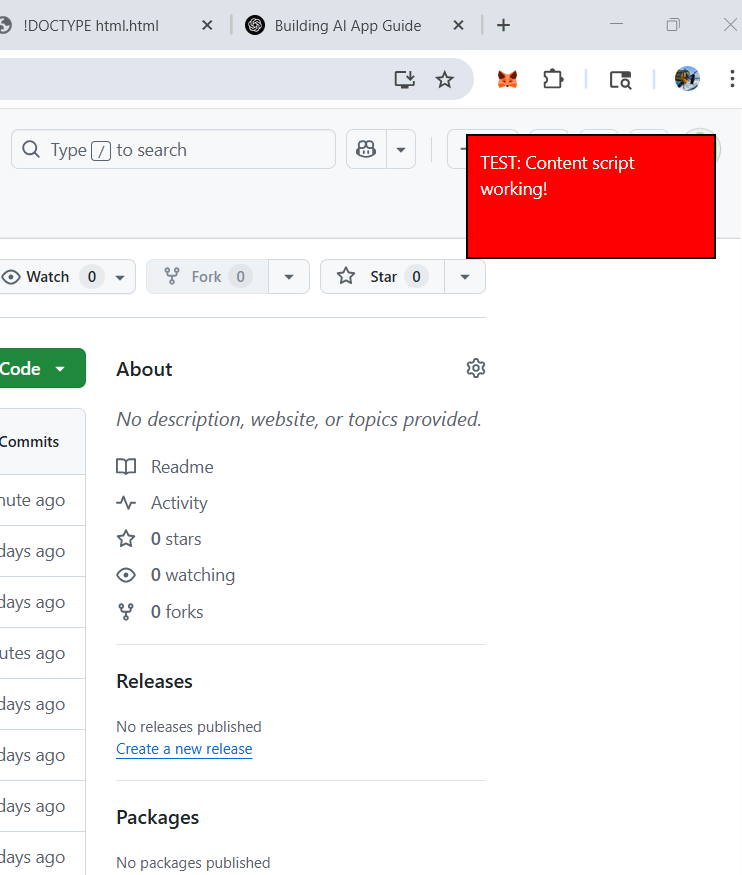 !DOCTYPE html.html
Building AI App Guide
Type / to search
TEST: Content script
working!
Watch 0
Fork 0
Star 0
Code
About
No description, website, or topics provided.
Commits
Readme
nute ago
Activity
0 stars
days ago
0 watching
days ago
0 forks
utes ago
Releases
days ago
No releases published
Create a new release
days ago
days ago
Packages
days ago
No packages published